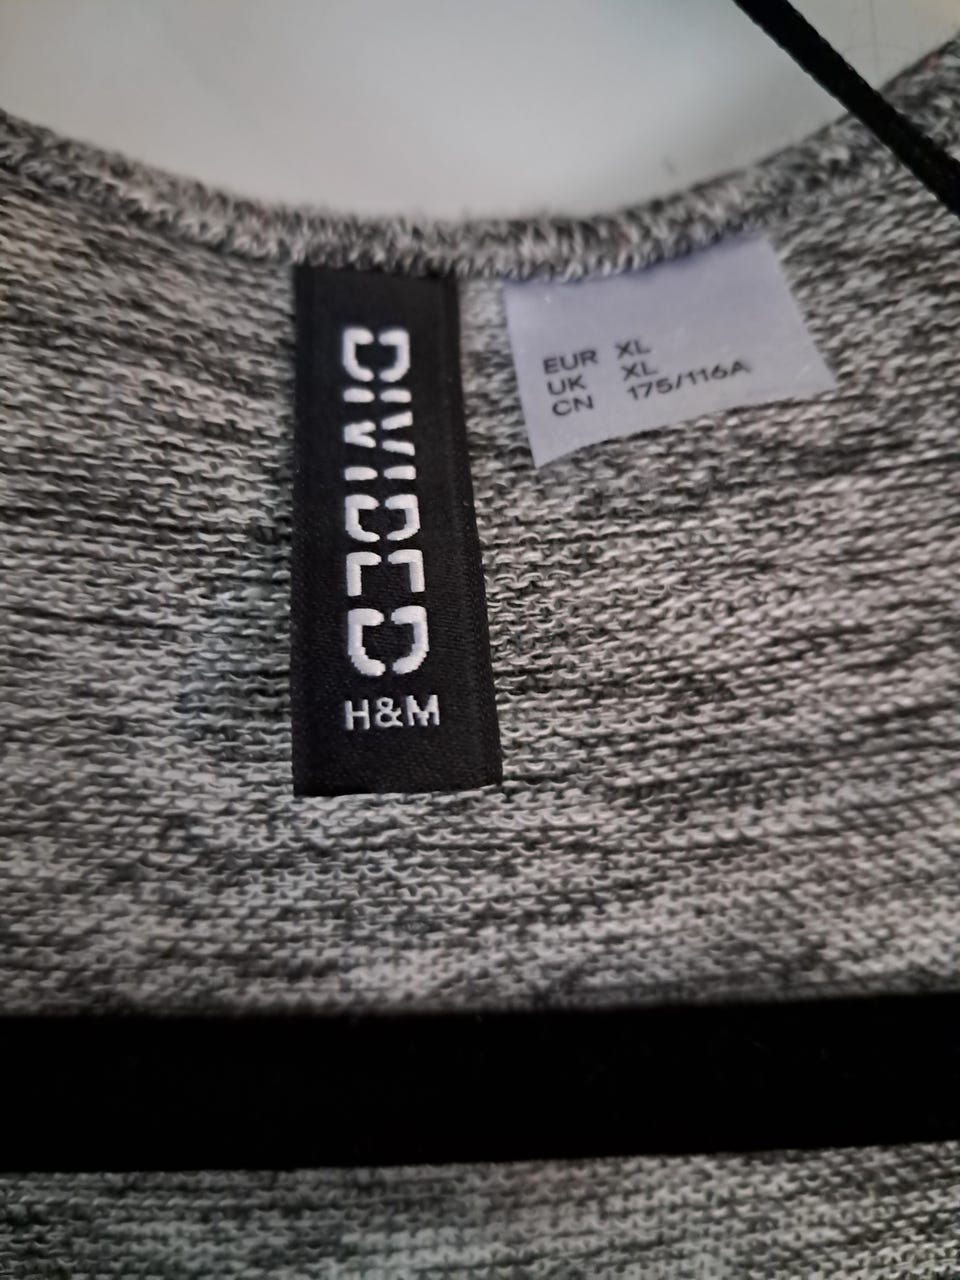 DIVIDED
H&M
EUR XL
UK XL
CN 175/116A